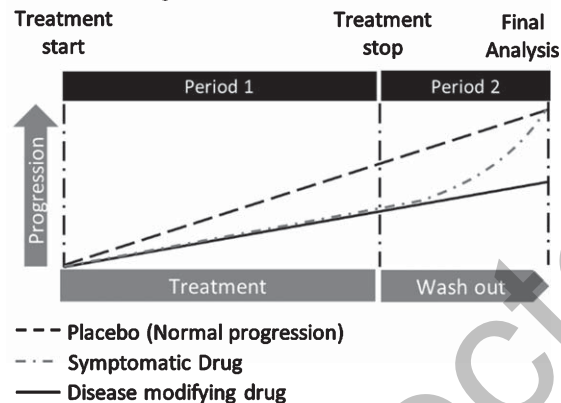 Treatment start
Treatment stop
Final Analysis
Period 1
Period 2
Progression
Treatment
Wash out
Placebo (Normal progression)
Symptomatic Drug
Disease modifying drug